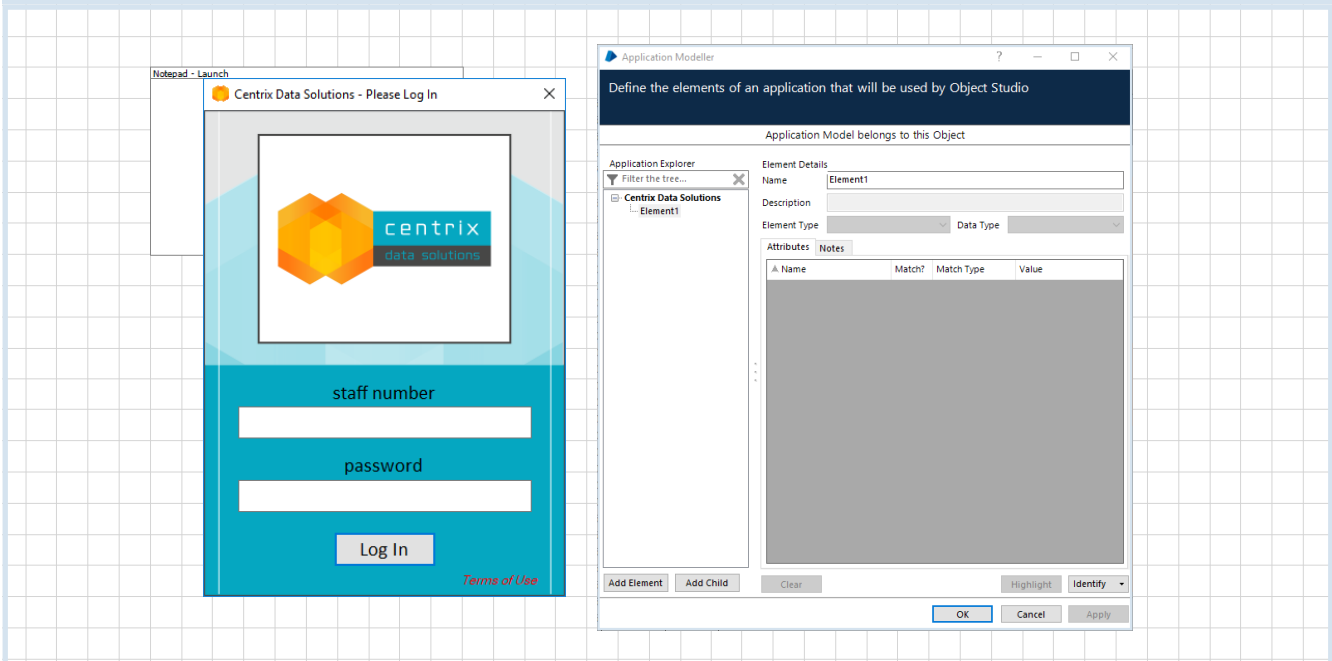 Notepad - Launch
Centrix Data Solutions - Please Log In
centrix
data solutions
staff number
password
Log In
Terms of Use
Application Modeller
Define the elements of an application that will be used by Object Studio
Application Model belongs to this Object
Application Explorer
Filter the tree...
Centrix Data Solutions
Element1
Element Details
Name Element1
Description
Element Type Data Type
Attributes Notes
Name Match? Match Type Value
Add Element Add Child Clear Highlight Identify
OK Cancel Apply